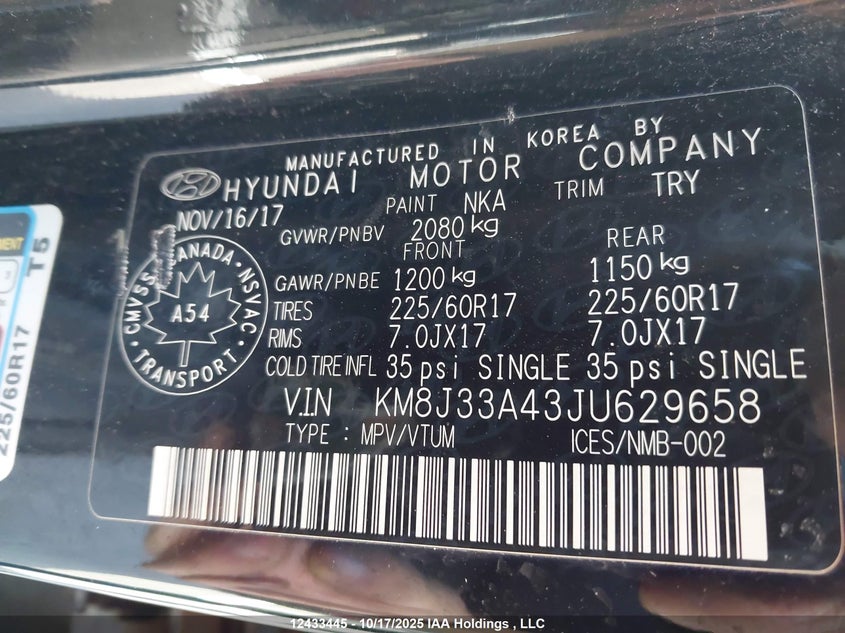 MANUFACTURED IN KOREA BY
HYUNDAI MOTOR COMPANY
NOV/16/17 PAINT NKA TRIM TRY
GVWR/PNBV 2080 kg
FRONT REAR
GAWR/PNBE 1200 kg 1150 kg
TIRES 225/60R17 225/60R17
RIMS 7.0JX17 7.0JX17
COLD TIRE INFL 35 psi SINGLE 35 psi SINGLE
V.I.N KM8J33A43JU629658
TYPE : MPV/VTUM ICES/NMB-002
CMVSS • CANADA • NSVAC • TRANSPORT •
A54
225/60R17 T5
12433445 - 10/17/2025 IAA Holdings , LLC